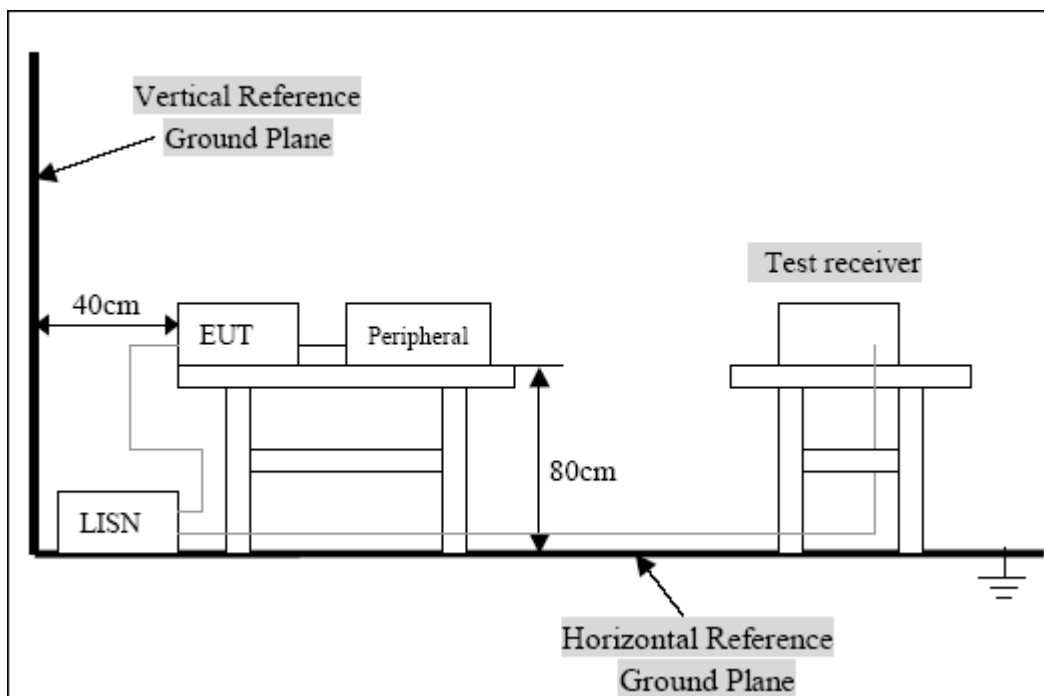 Vertical Reference
Ground Plane
Test receiver
40cm
EUT
Peripheral
80cm
LISN
Horizontal Reference
Ground Plane